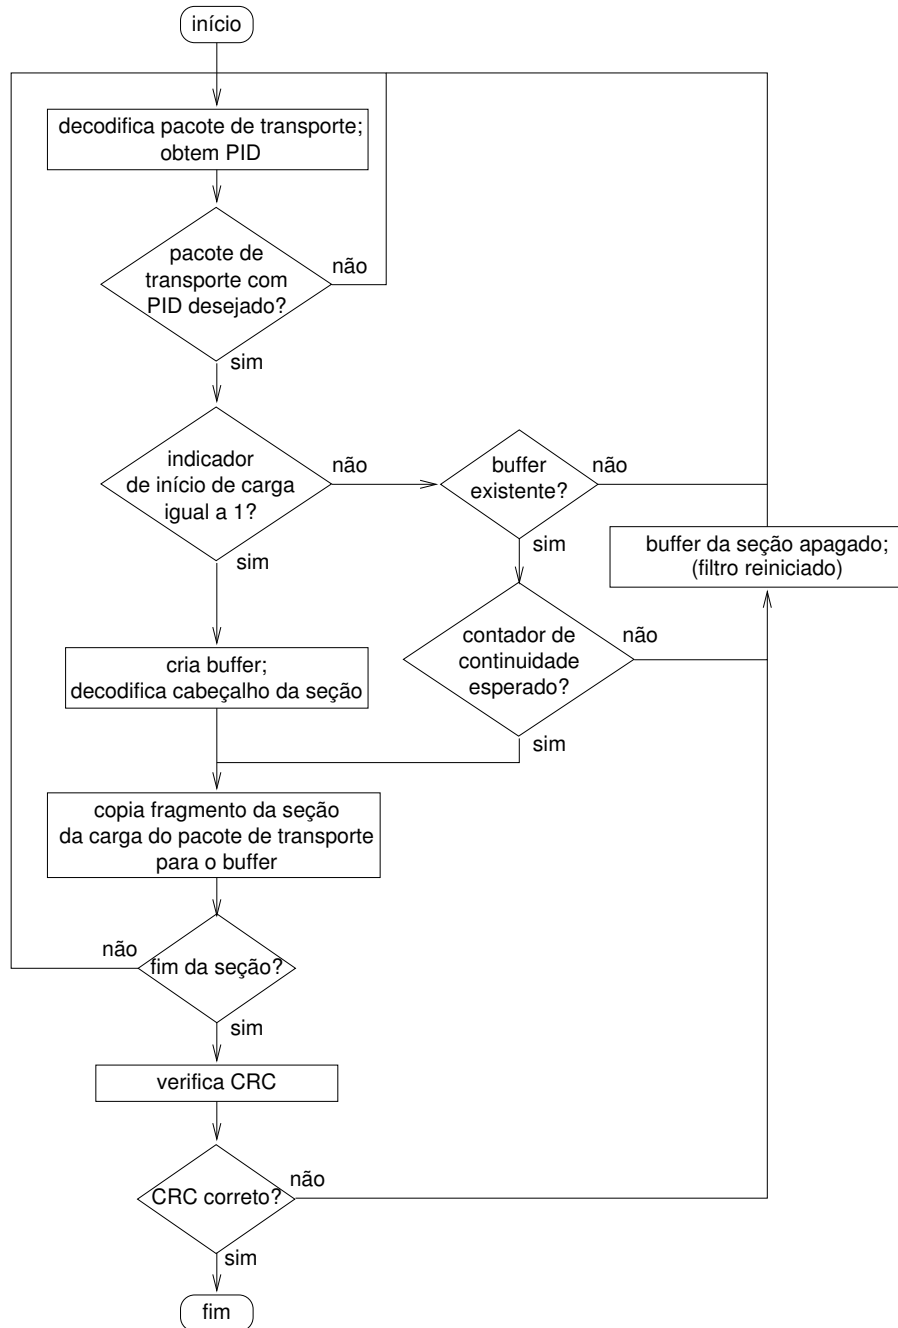 início
decodifica pacote de transporte;
obtem PID
pacote de
transporte com
PID desejado?
não
sim
indicador
de início de carga
igual a 1?
não
sim
buffer
existente?
não
sim
buffer da seção apagado;
(filtro reiniciado)
contador de
continuidade
esperado?
não
sim
cria buffer;
decodifica cabeçalho da seção
copia fragmento da seção
da carga do pacote de transporte
para o buffer
não
fim da seção?
sim
verifica CRC
CRC correto?
não
sim
fim